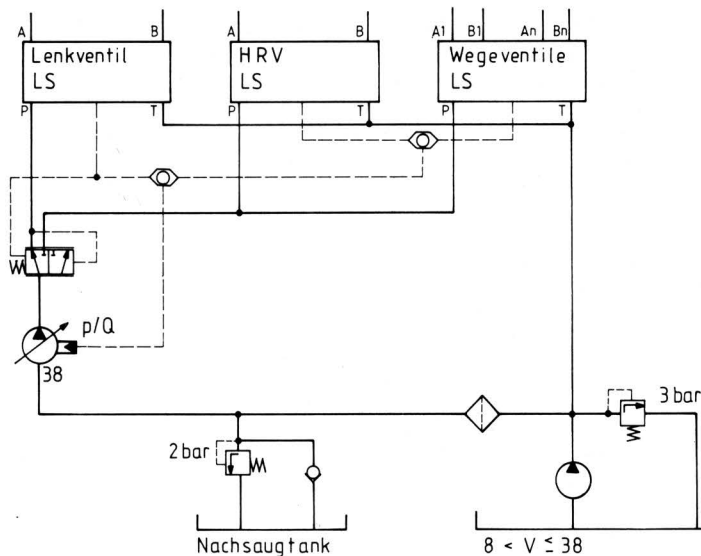 A B A B A1 B1 An Bn
Lenkventil HRV Wegeventile
LS LS LS
P T P T P T
p/Q
38
3 bar
2 bar
Nachsaugtank 8 < V ≤ 38